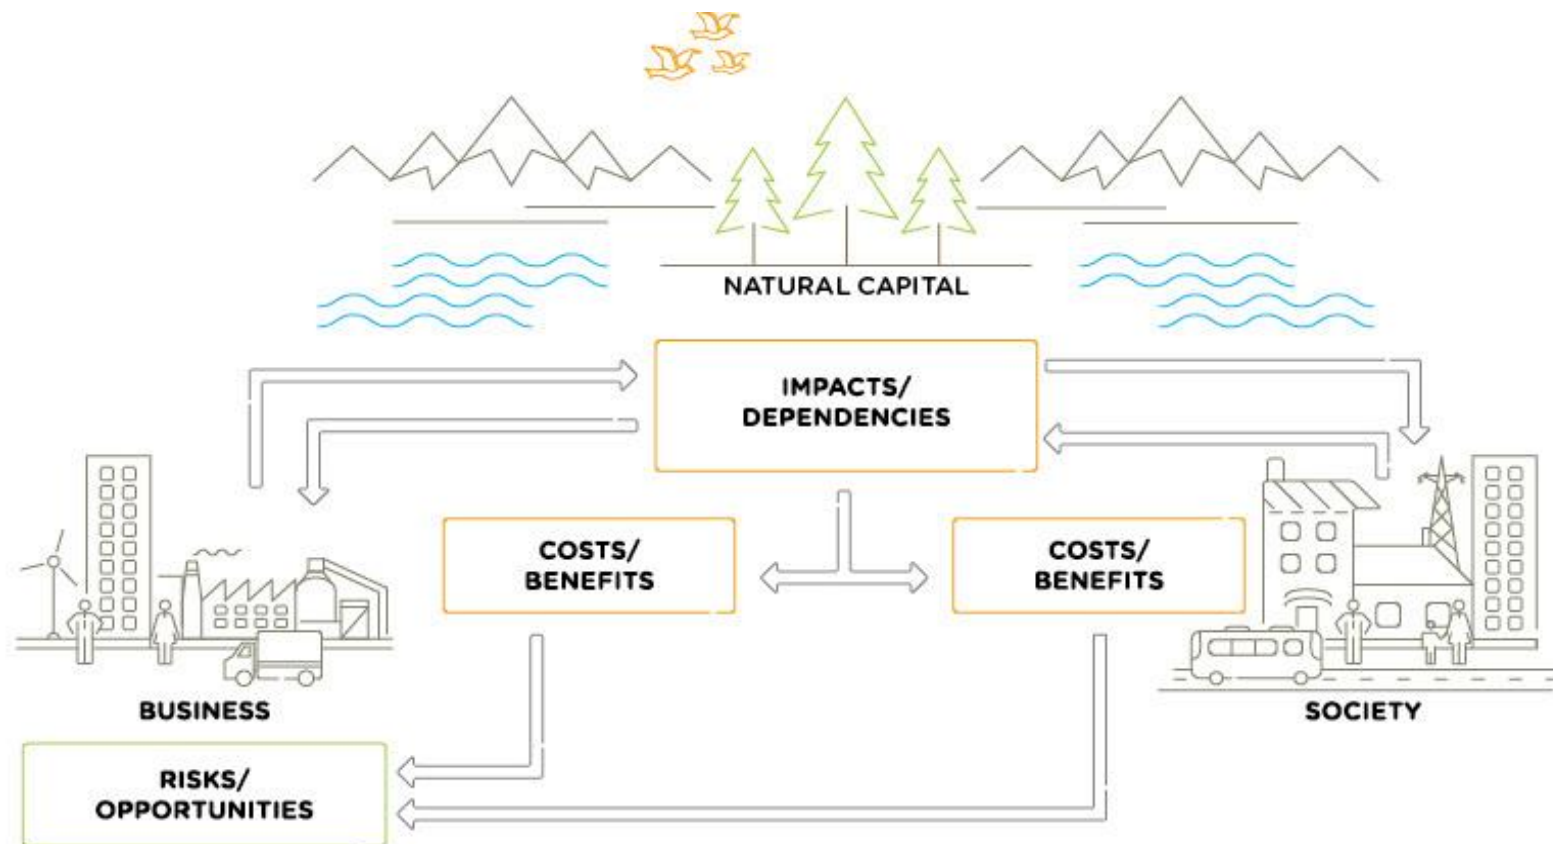 NATURAL CAPITAL
IMPACTS/
DEPENDENCIES
COSTS/
BENEFITS
COSTS/
BENEFITS
BUSINESS
SOCIETY
RISKS/
OPPORTUNITIES